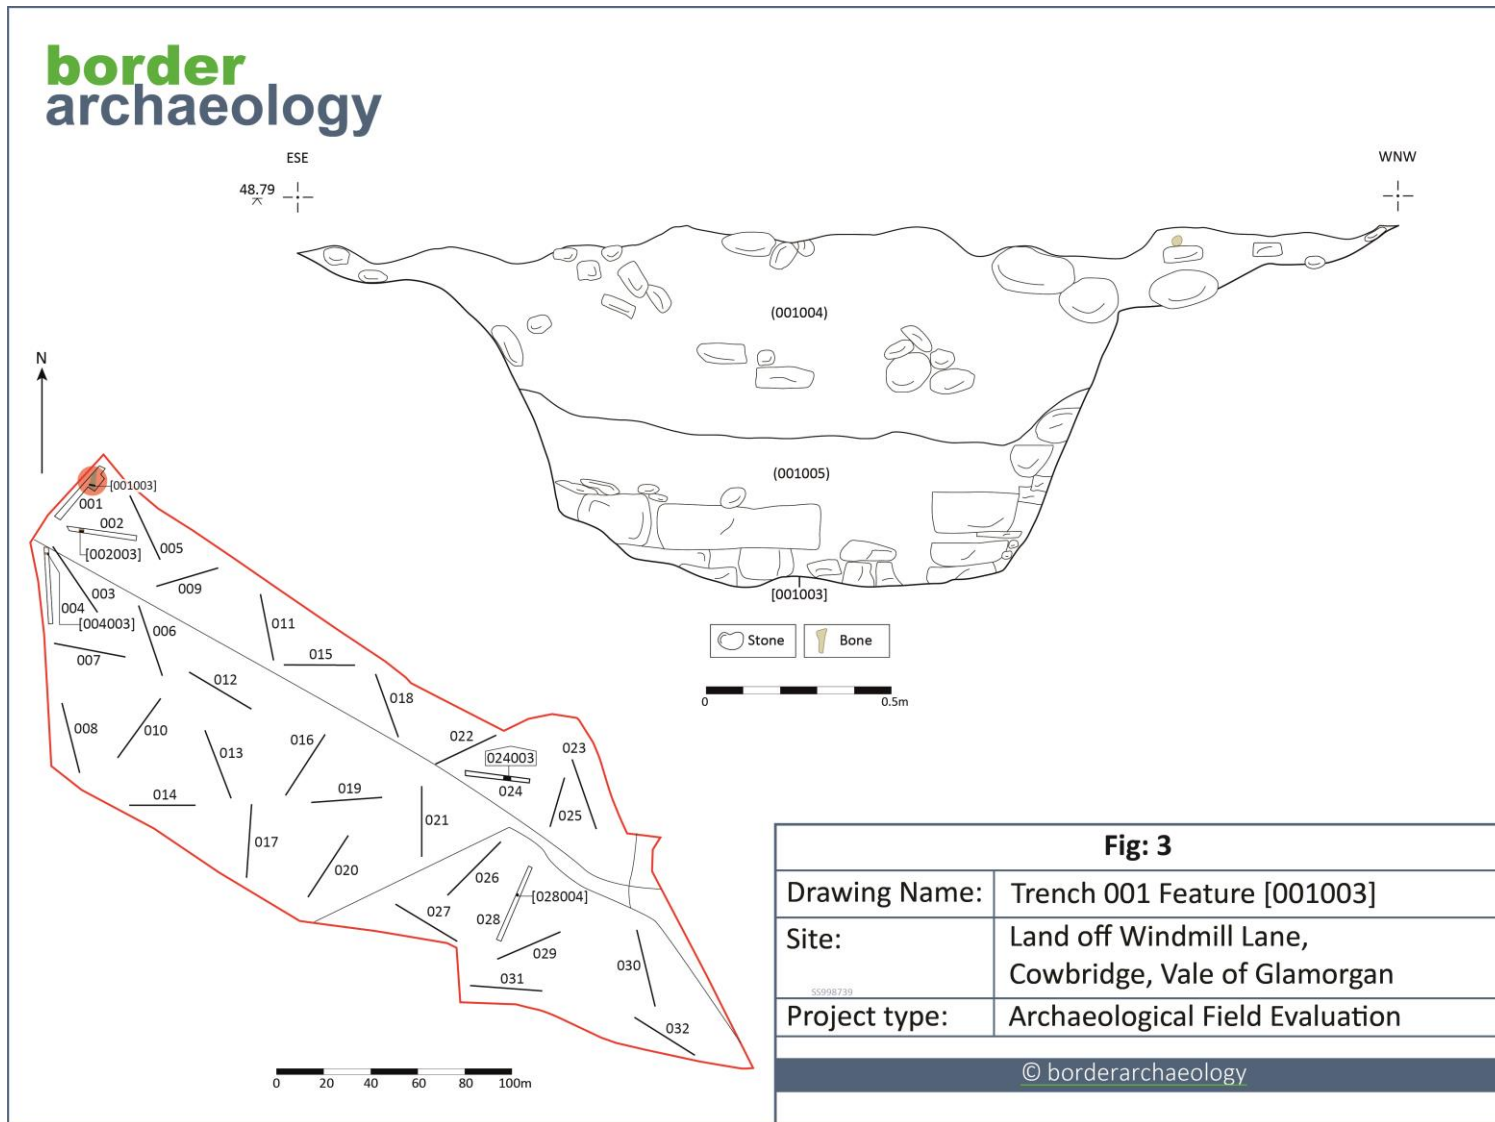 border
archaeology
ESE
WNW
48.79
(001004)
(001005)
[001003]
Stone
Bone
0
0.5m
N
[001003]
001
002
[002003]
005
003
004
[004003]
009
006
007
011
015
012
018
008
010
013
016
022
023
024003
024
014
019
025
021
017
020
026
[028004]
027
028
029
030
031
032
0 20 40 60 80 100m
Fig: 3
Drawing Name: Trench 001 Feature [001003]
Site: Land off Windmill Lane,
Cowbridge, Vale of Glamorgan
SS998739
Project type: Archaeological Field Evaluation
© borderarchaeology